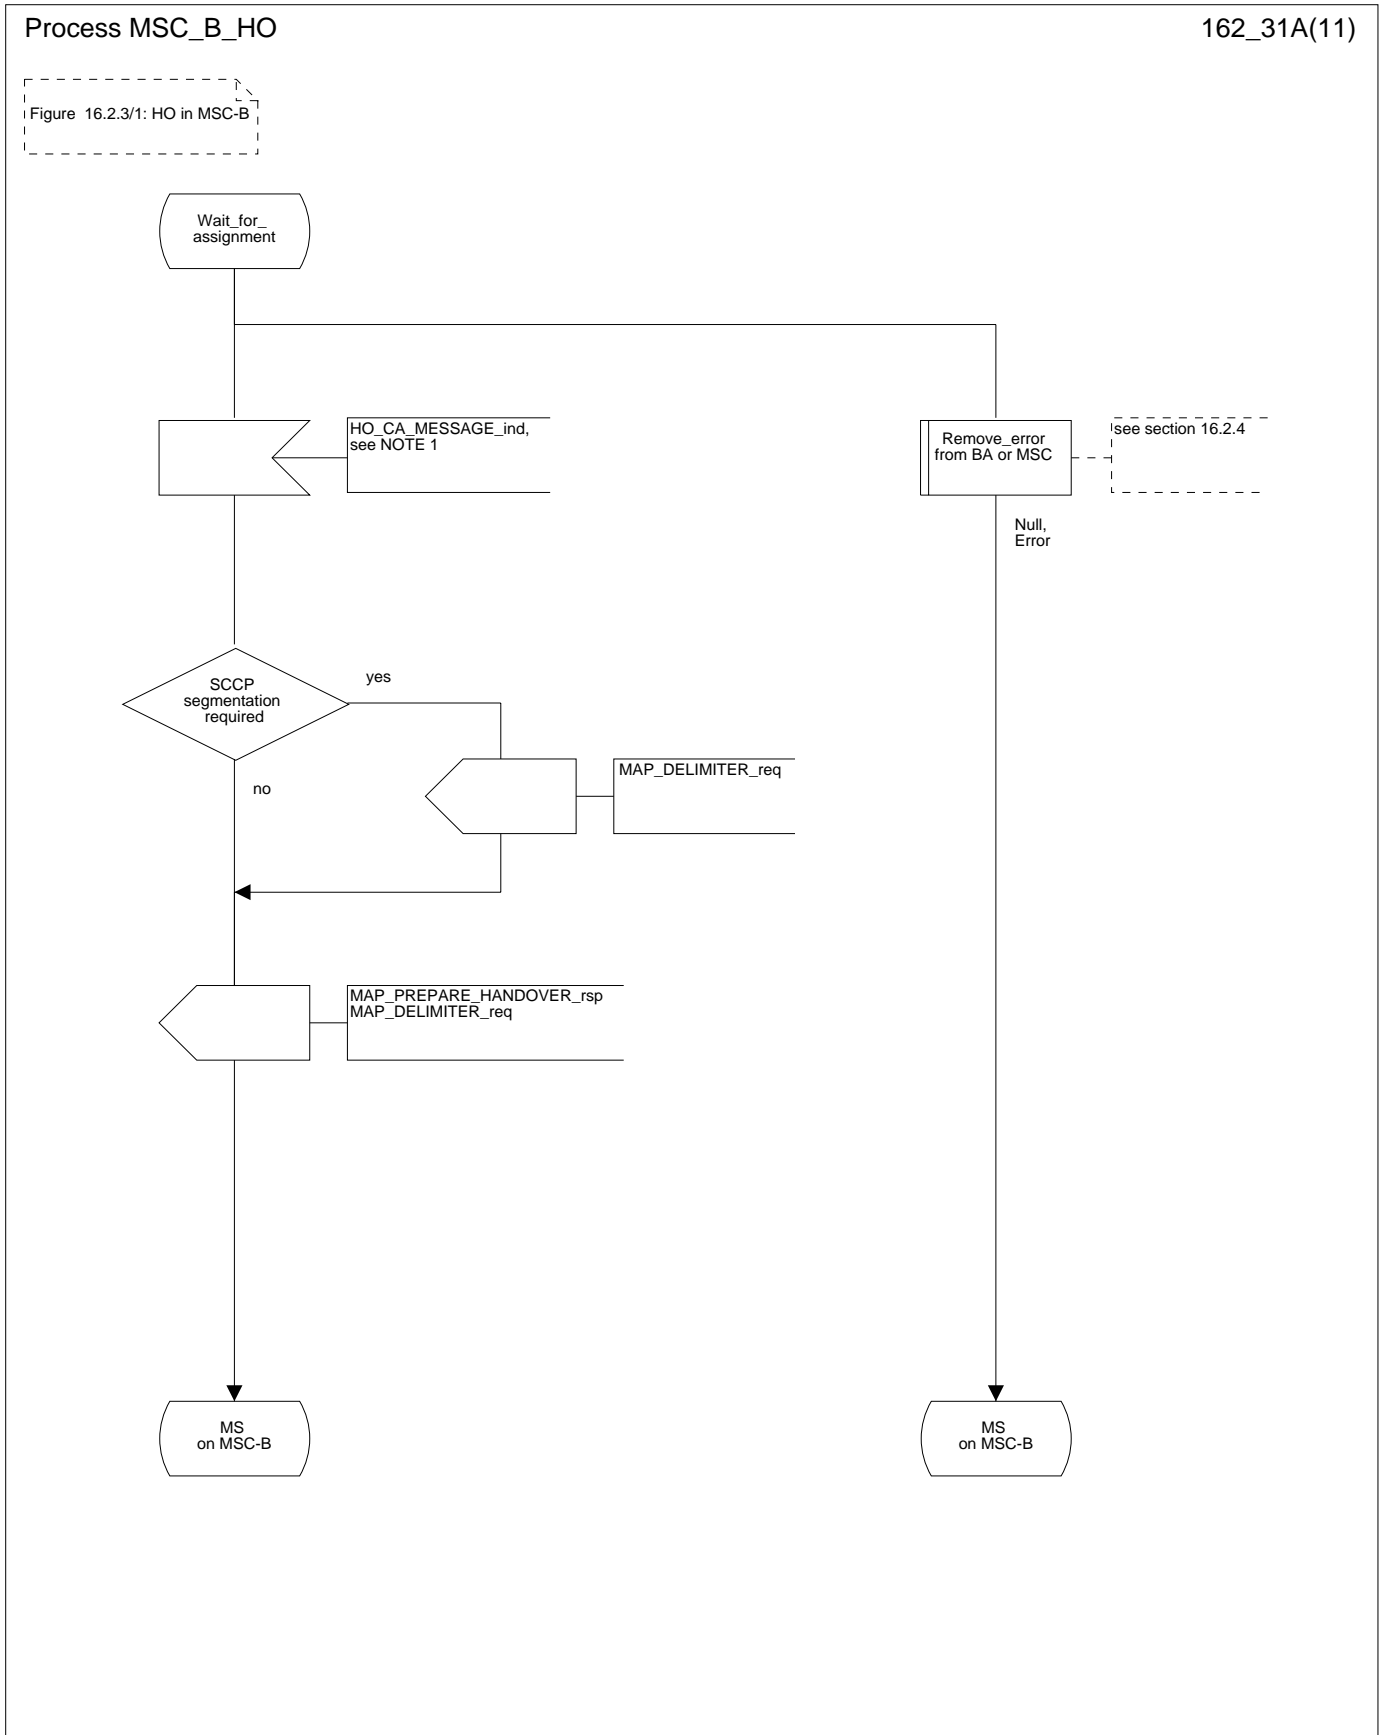 Process MSC_B_HO
162_31A(11)
Figure 16.2.3/1: HO in MSC-B
Wait_for_
assignment
HO_CA_MESSAGE_ind,
see NOTE 1
Remove_error
from BA or MSC
see section 16.2.4
Null,
Error
SCCP
segmentation
required
yes
no
MAP_DELIMITER_req
MAP_PREPARE_HANDOVER_rsp
MAP_DELIMITER_req
MS
on MSC-B
MS
on MSC-B